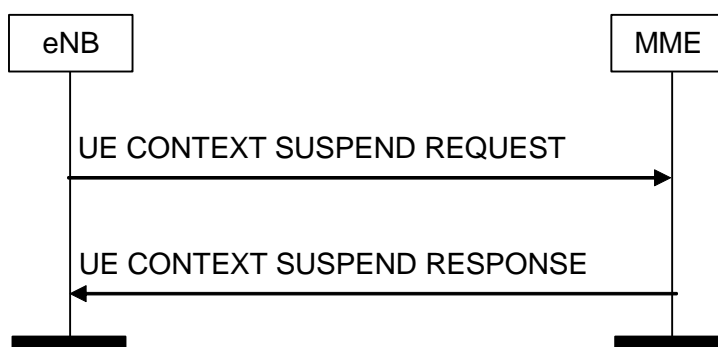 eNB
MME
UE CONTEXT SUSPEND REQUEST
UE CONTEXT SUSPEND RESPONSE